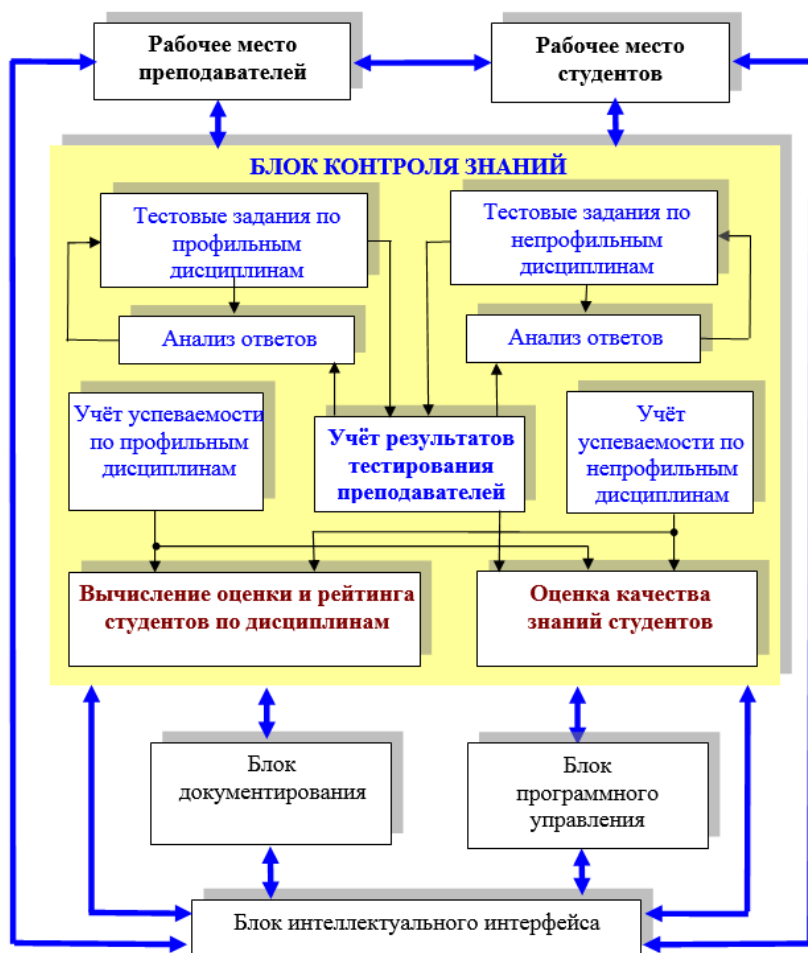 Рабочее место
преподавателей
Рабочее место
студентов
БЛОК КОНТРОЛЯ ЗНАНИЙ
Тестовые задания по
профильным
дисциплинам
Тестовые задания по
непрофильным
дисциплинам
Анализ ответов
Анализ ответов
Учёт успеваемости
по профильным
дисциплинам
Учёт результатов
тестирования
преподавателей
Учёт
успеваемости по
непрофильным
дисциплинам
Вычисление оценки и рейтинга
студентов по дисциплинам
Оценка качества
знаний студентов
Блок
документирования
Блок
программного
управления
Блок интеллектуального интерфейса